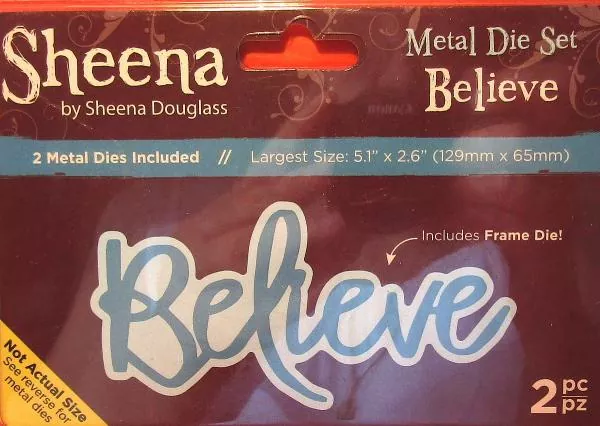 Sheena
by Sheena Douglass
Metal Die Set
Believe
2 Metal Dies Included // Largest Size: 5.1" x 2.6" (129mm x 65mm)
Includes Frame Die!
Believe
Not Actual Size
See reverse for
metal dies
2 pc
pz